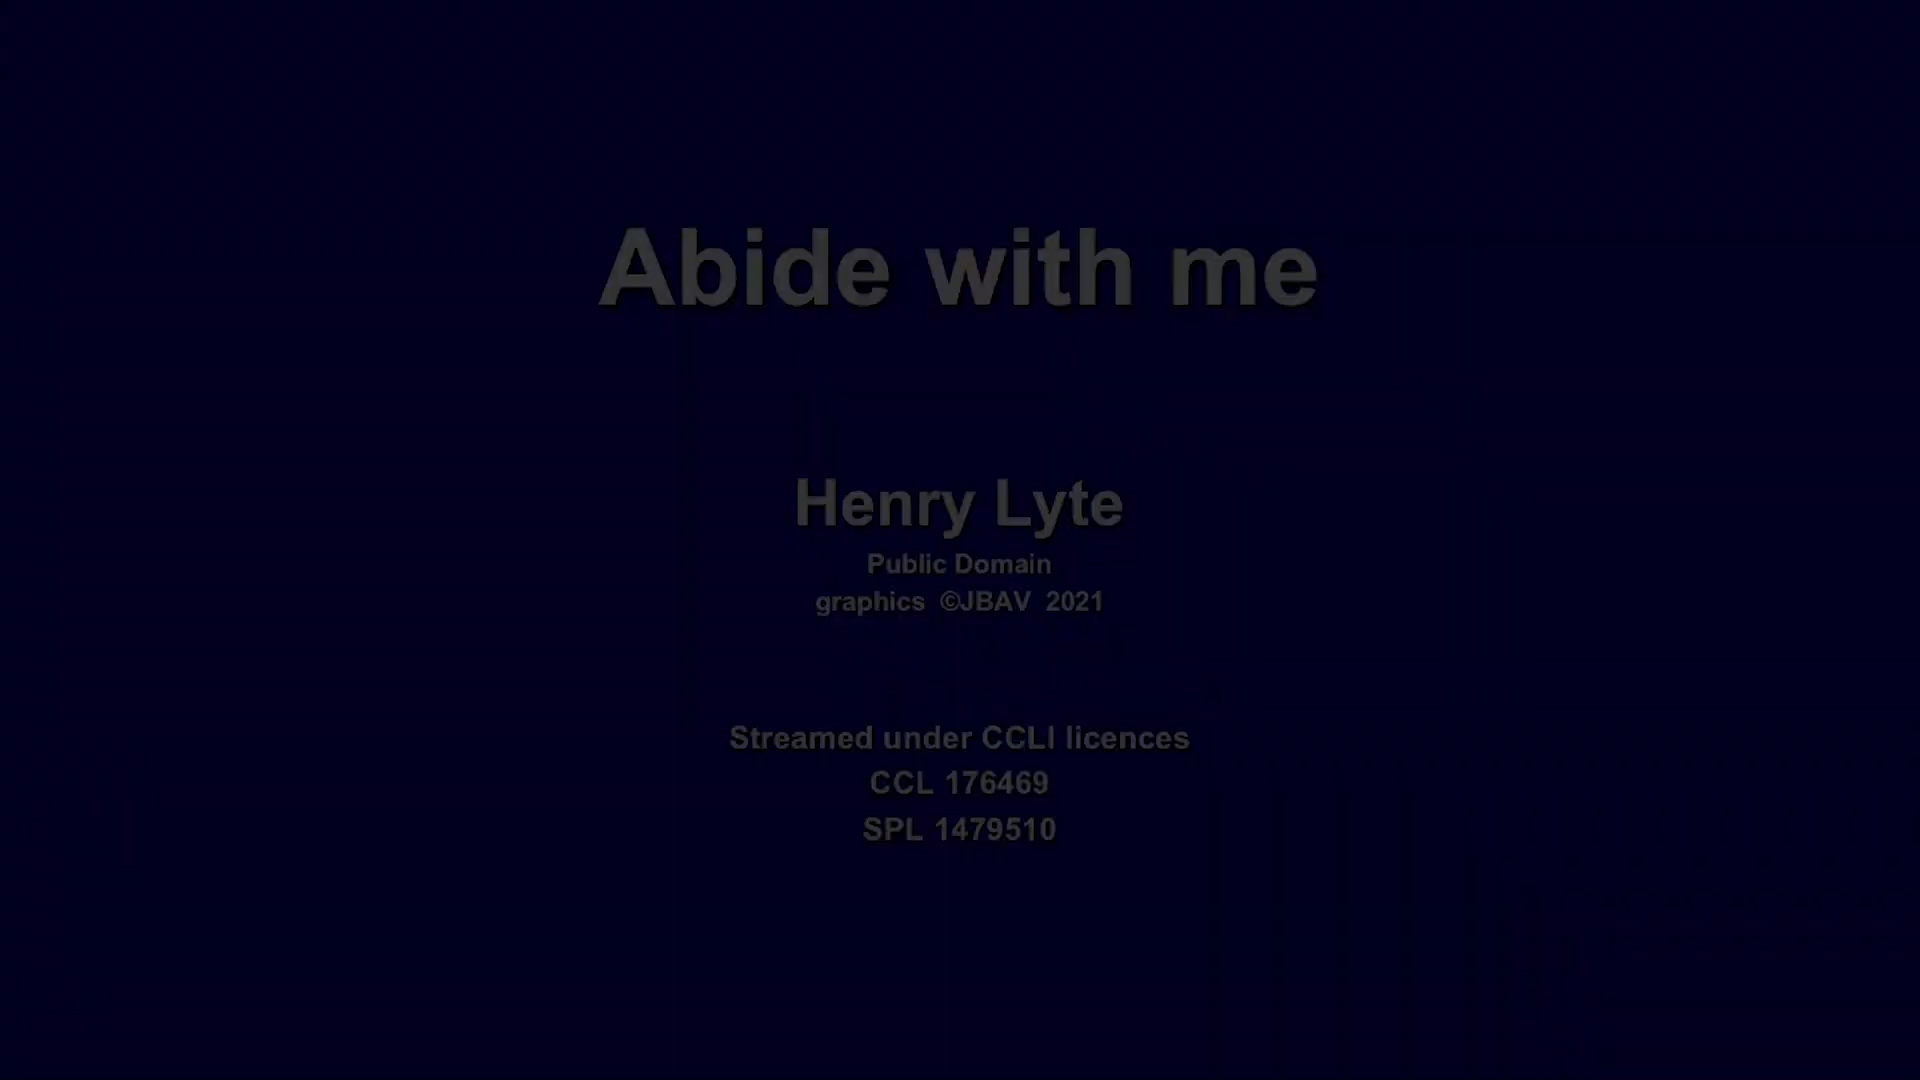 Abide with me
Henry Lyte
Public Domain
graphics ©JBAV 2021
Streamed under CCLI licences
CCL 176469
SPL 1479510